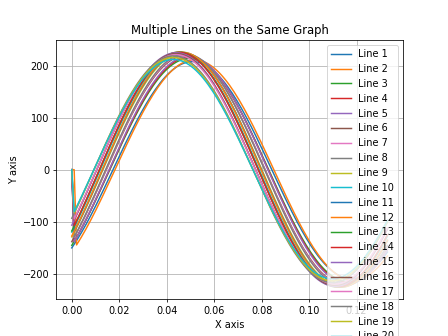 Multiple Lines on the Same Graph
Line 1
Line 2
Line 3
Line 4
Line 5
Line 6
Line 7
Line 8
Line 9
Line 10
Line 11
Line 12
Line 13
Line 14
Line 15
Line 16
Line 17
Line 18
Line 19
Line 20
200
100
0
−100
−200
Y axis
0.00 0.02 0.04 0.06 0.08 0.10
X axis